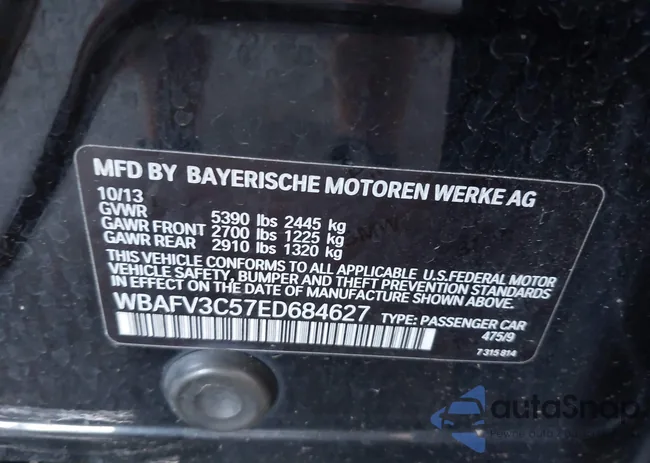 MFD BY BAYERISCHE MOTOREN WERKE AG
10/13
GVWR 5390 lbs 2445 kg
GAWR FRONT 2700 lbs 1225 kg
GAWR REAR 2910 lbs 1320 kg
THIS VEHICLE CONFORMS TO ALL APPLICABLE U.S.FEDERAL MOTOR
VEHICLE SAFETY, BUMPER AND THEFT PREVENTION STANDARDS
IN EFFECT ON THE DATE OF MANUFACTURE SHOWN ABOVE.
WBAFV3C57ED684627 TYPE: PASSENGER CAR
475/9
7 315 814
autoSnap